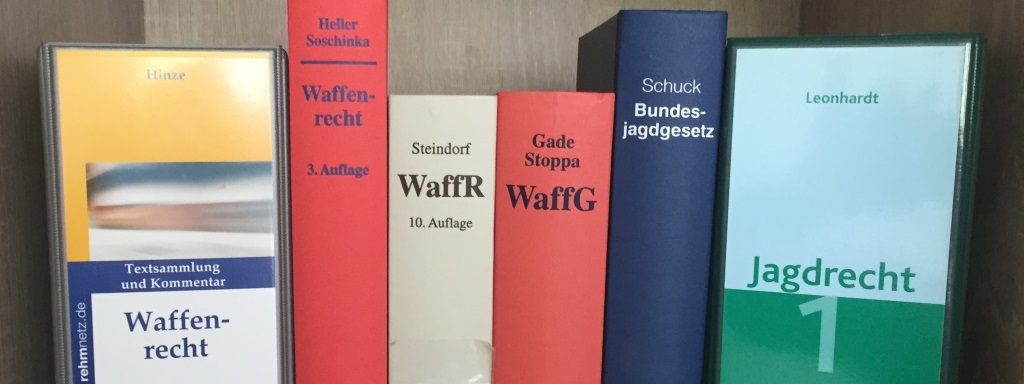 Hinze
Textsammlung
und Kommentar
Waffen-
recht
rehmnetz.de
Heller
Soschinka
Waffen-
recht
3. Auflage
Steindorf
WaffR
10. Auflage
Gade
Stoppa
WaffG
Schuck
Bundes-
jagdgesetz
Leonhardt
Jagdrecht
1